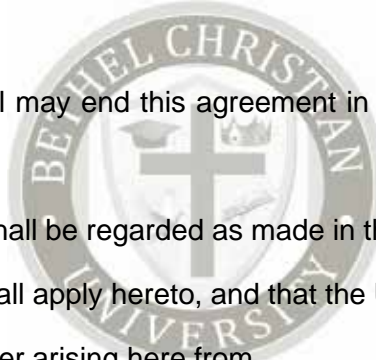 BETHEL CHRISTIAN UNIVERSITY
l may end this agreement in
hall be regarded as made in th
all apply hereto, and that the
er arising here from